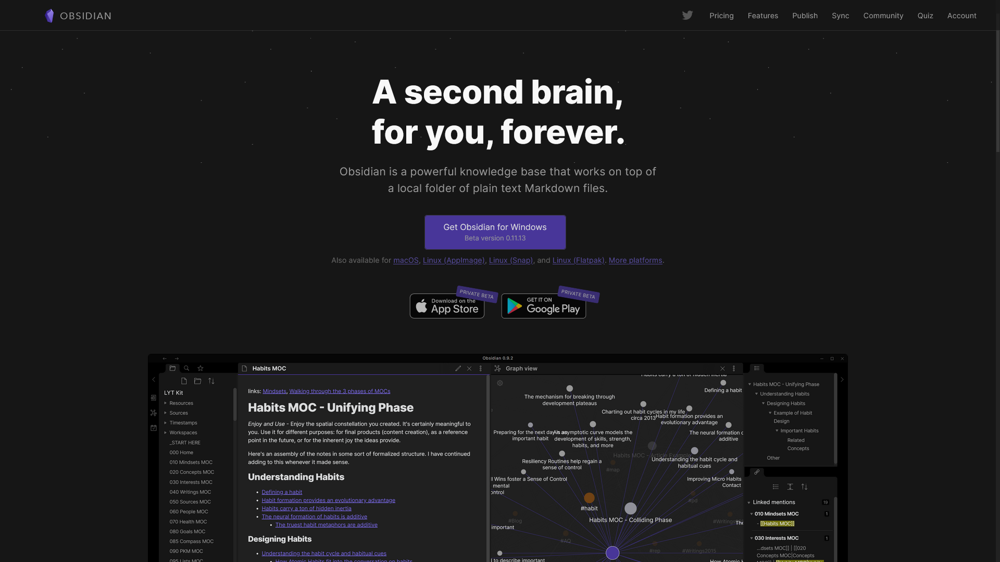 OBSIDIAN
Pricing
Features
Publish
Sync
Community
Quiz
Account
A second brain,
for you, forever.
Obsidian is a powerful knowledge base that works on top of
a local folder of plain text Markdown files.
Get Obsidian for Windows
Beta version 0.11.13
Also available for macOS, Linux (AppImage), Linux (Snap), and Linux (Flatpak). More platforms.
PRIVATE BETA
Download on the
App Store
PRIVATE BETA
GET IT ON
Google Play
Obsidian 0.9.2
LYT Kit
Resources
Sources
Timestamps
Workspaces
_START HERE
000 Home
010 Mindsets MOC
020 Concepts MOC
030 Interests MOC
040 Writings MOC
050 Sources MOC
060 People MOC
070 Health MOC
080 Goals MOC
085 Compass MOC
090 PKM MOC
095 Lists MOC
Habits MOC
links: Mindsets, Walking through the 3 phases of MOCs
Habits MOC - Unifying Phase
Enjoy and Use - Enjoy the spatial constellation you created. It's certainly meaningful to
you. Use it for different purposes: for final products (content creation), as a reference
point in the future, or for the inherent joy the ideas provide.
Here's an assembly of the notes in some sort of formalized structure. I have continued
adding to this whenever it made sense.
Understanding Habits
• Defining a habit
• Habit formation provides an evolutionary advantage
• Habits carry a ton of hidden inertia
• The neural formation of habits is additive
• The truest habit metaphors are additive
Designing Habits
• Understanding the habit cycle and habitual cues
• How Atomic Habits fit into the conversation on habits
Graph view
Habits carry a ton of hidden inertia
Defining a habit
The mechanism for breaking through
development plateaus
Charting out habit cycles in my life
circa 2013
Habit formation provides an
evolutionary advantage
Preparing for the next day is an
important habit
An asymptotic curve models the
development of skills, strength,
habits, and more
The neural formation
additive
Habits MOC - Article Example
Resiliency Routines help regain a
sense of control
Understanding the habit cycle and
habitual cues
#map
Wins foster a Sense of Control
mental
ontrol
Improving Micro Habits
Contact
#pd
#habit
Habits MOC - Colliding Phase
#Blog
important
#Writings
The
#AQ
#rep
#Writings2015
to describe important
How Atomic
Habits MOC - Unifying Phase
Understanding Habits
Designing Habits
Example of Habit
Design
Important Habits
Related
Concepts
Other
Linked mentions 19
010 Mindsets MOC 1
- [[Habits MOC]]
030 Interests MOC 1
...dsets MOC]] | [[020
Concepts MOC|Concepts
MOC]] | [[Habits MOC|Habits